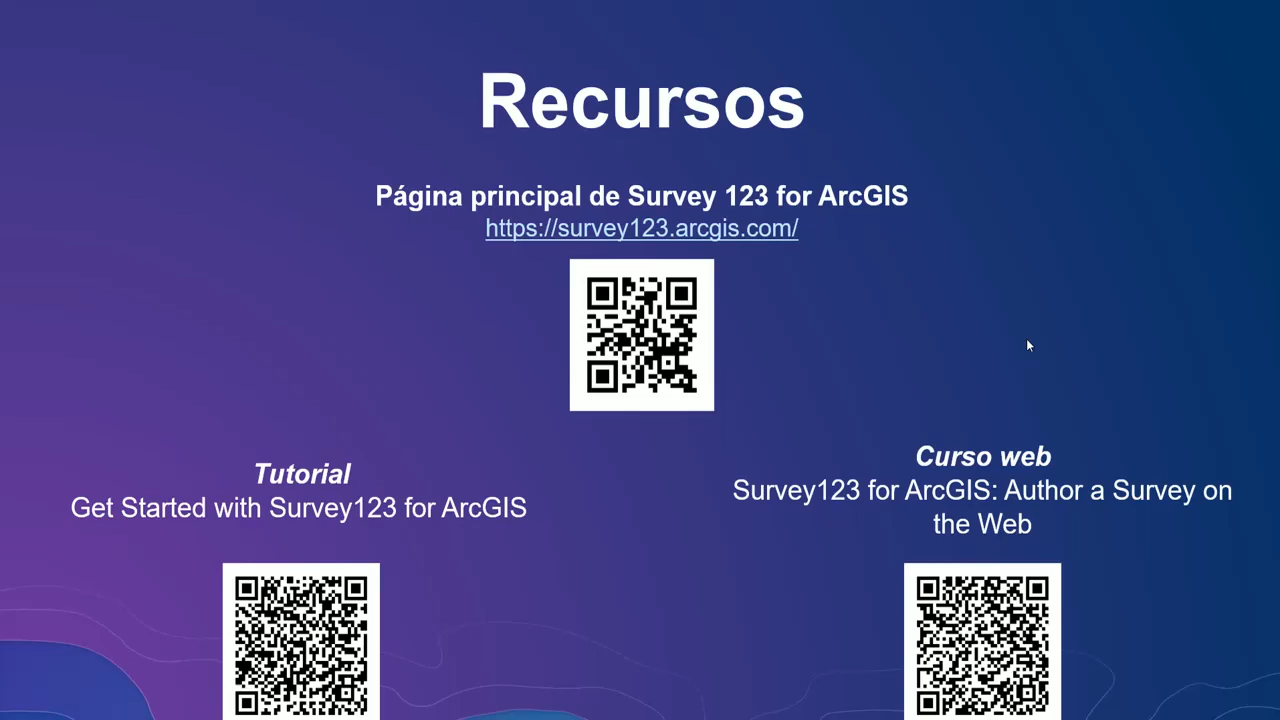 Recursos
Página principal de Survey 123 for ArcGIS
https://survey123.arcgis.com/
Tutorial
Get Started with Survey123 for ArcGIS
Curso web
Survey123 for ArcGIS: Author a Survey on
the Web